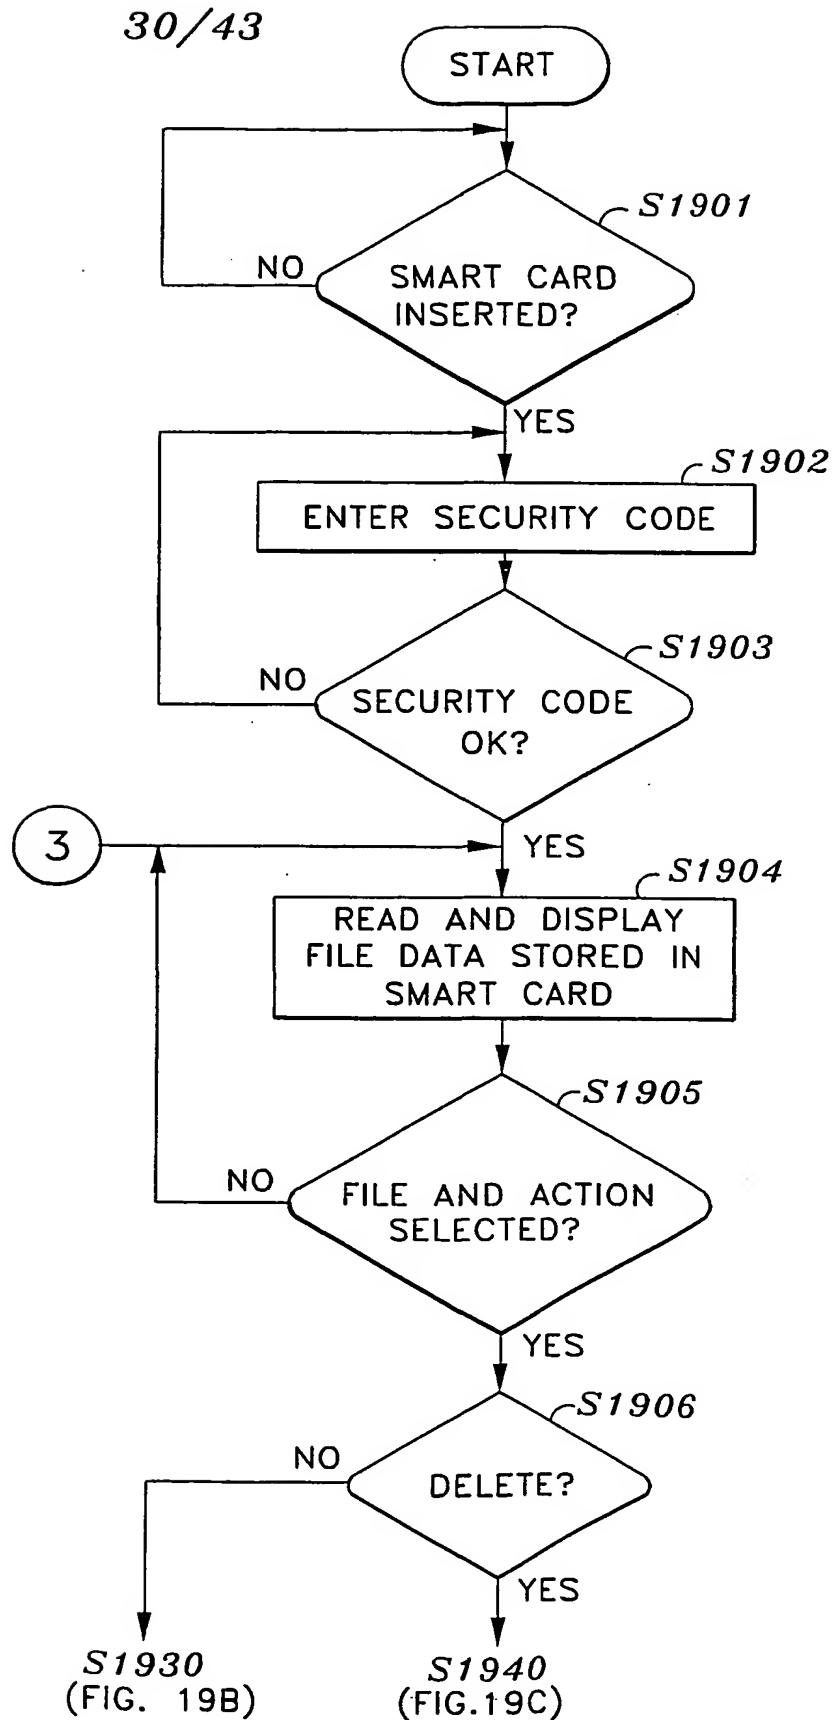 30/43
START
S1901
NO
SMART CARD
INSERTED?
YES
S1902
ENTER SECURITY CODE
S1903
NO
SECURITY CODE
OK?
3
YES
S1904
READ AND DISPLAY
FILE DATA STORED IN
SMART CARD
S1905
NO
FILE AND ACTION
SELECTED?
YES
S1906
NO
DELETE?
YES
S1930
(FIG. 19B)
S1940
(FIG.19C)